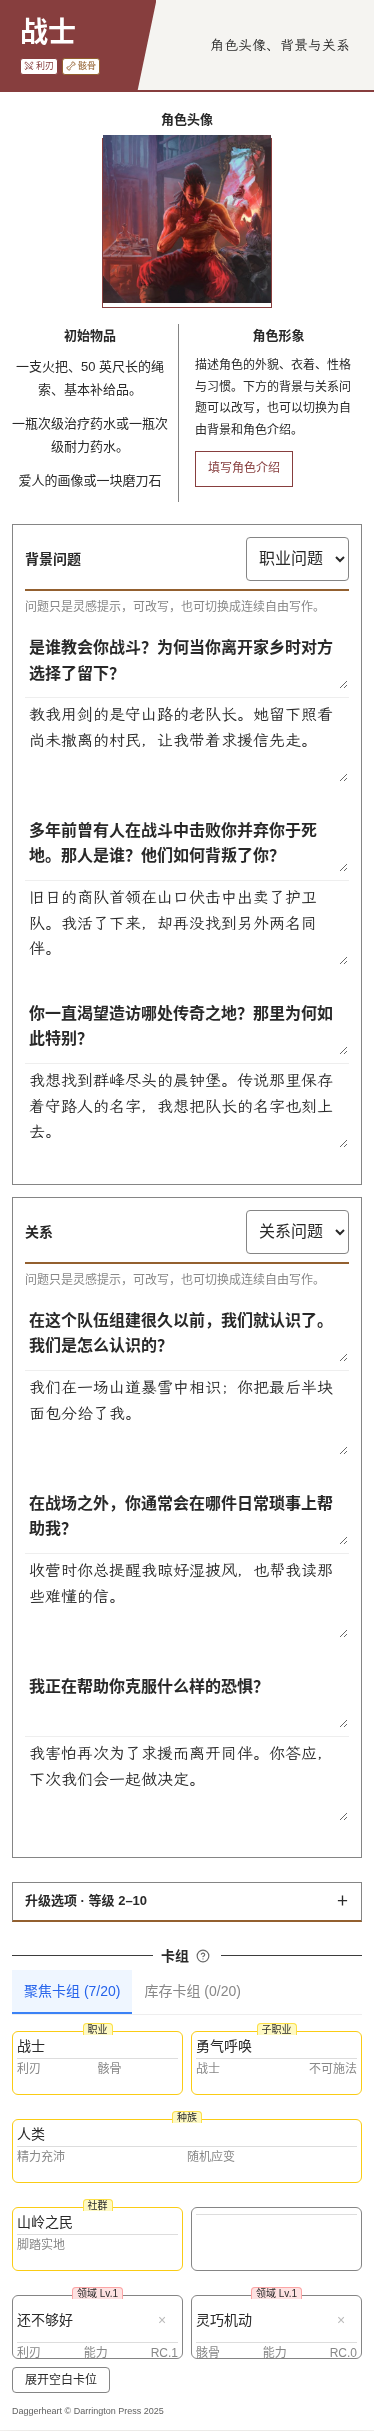 战士
利刃 骸骨
角色头像、背景与关系
角色头像
初始物品
一支火把、50 英尺长的绳
索、基本补给品。
一瓶次级治疗药水或一瓶次
级耐力药水。
爱人的画像或一块磨刀石
角色形象
描述角色的外貌、衣着、性格
与习惯。下方的背景与关系问
题可以改写，也可以切换为自
由背景和角色介绍。
填写角色介绍
背景问题
职业问题
问题只是灵感提示，可改写，也可切换成连续自由写作。
是谁教会你战斗？为何当你离开家乡时对方
选择了留下？
教我用剑的是守山路的老队长。她留下照看
尚未撤离的村民，让我带着求援信先走。
多年前曾有人在战斗中击败你并弃你于死
地。那人是谁？他们如何背叛了你？
旧日的商队首领在山口伏击中出卖了护卫
队。我活了下来，却再没找到另外两名同
伴。
你一直渴望造访哪处传奇之地？那里为何如
此特别？
我想找到群峰尽头的晨钟堡。传说那里保存
着守路人的名字，我想把队长的名字也刻上
去。
关系
关系问题
问题只是灵感提示，可改写，也可切换成连续自由写作。
在这个队伍组建很久以前，我们就认识了。
我们是怎么认识的？
我们在一场山道暴雪中相识；你把最后半块
面包分给了我。
在战场之外，你通常会在哪件日常琐事上帮
助我？
收营时你总提醒我晾好湿披风，也帮我读那
些难懂的信。
我正在帮助你克服什么样的恐惧？
我害怕再次为了求援而离开同伴。你答应，
下次我们会一起做决定。
升级选项 · 等级 2–10 +
卡组 ?
聚焦卡组 (7/20) 库存卡组 (0/20)
职业
战士
利刃 骸骨
子职业
勇气呼唤
战士 不可施法
种族
人类
精力充沛 随机应变
社群
山岭之民
脚踏实地
领域 Lv.1
还不够好 ×
利刃 能力 RC.1
领域 Lv.1
灵巧机动 ×
骸骨 能力 RC.0
展开空白卡位
Daggerheart © Darrington Press 2025